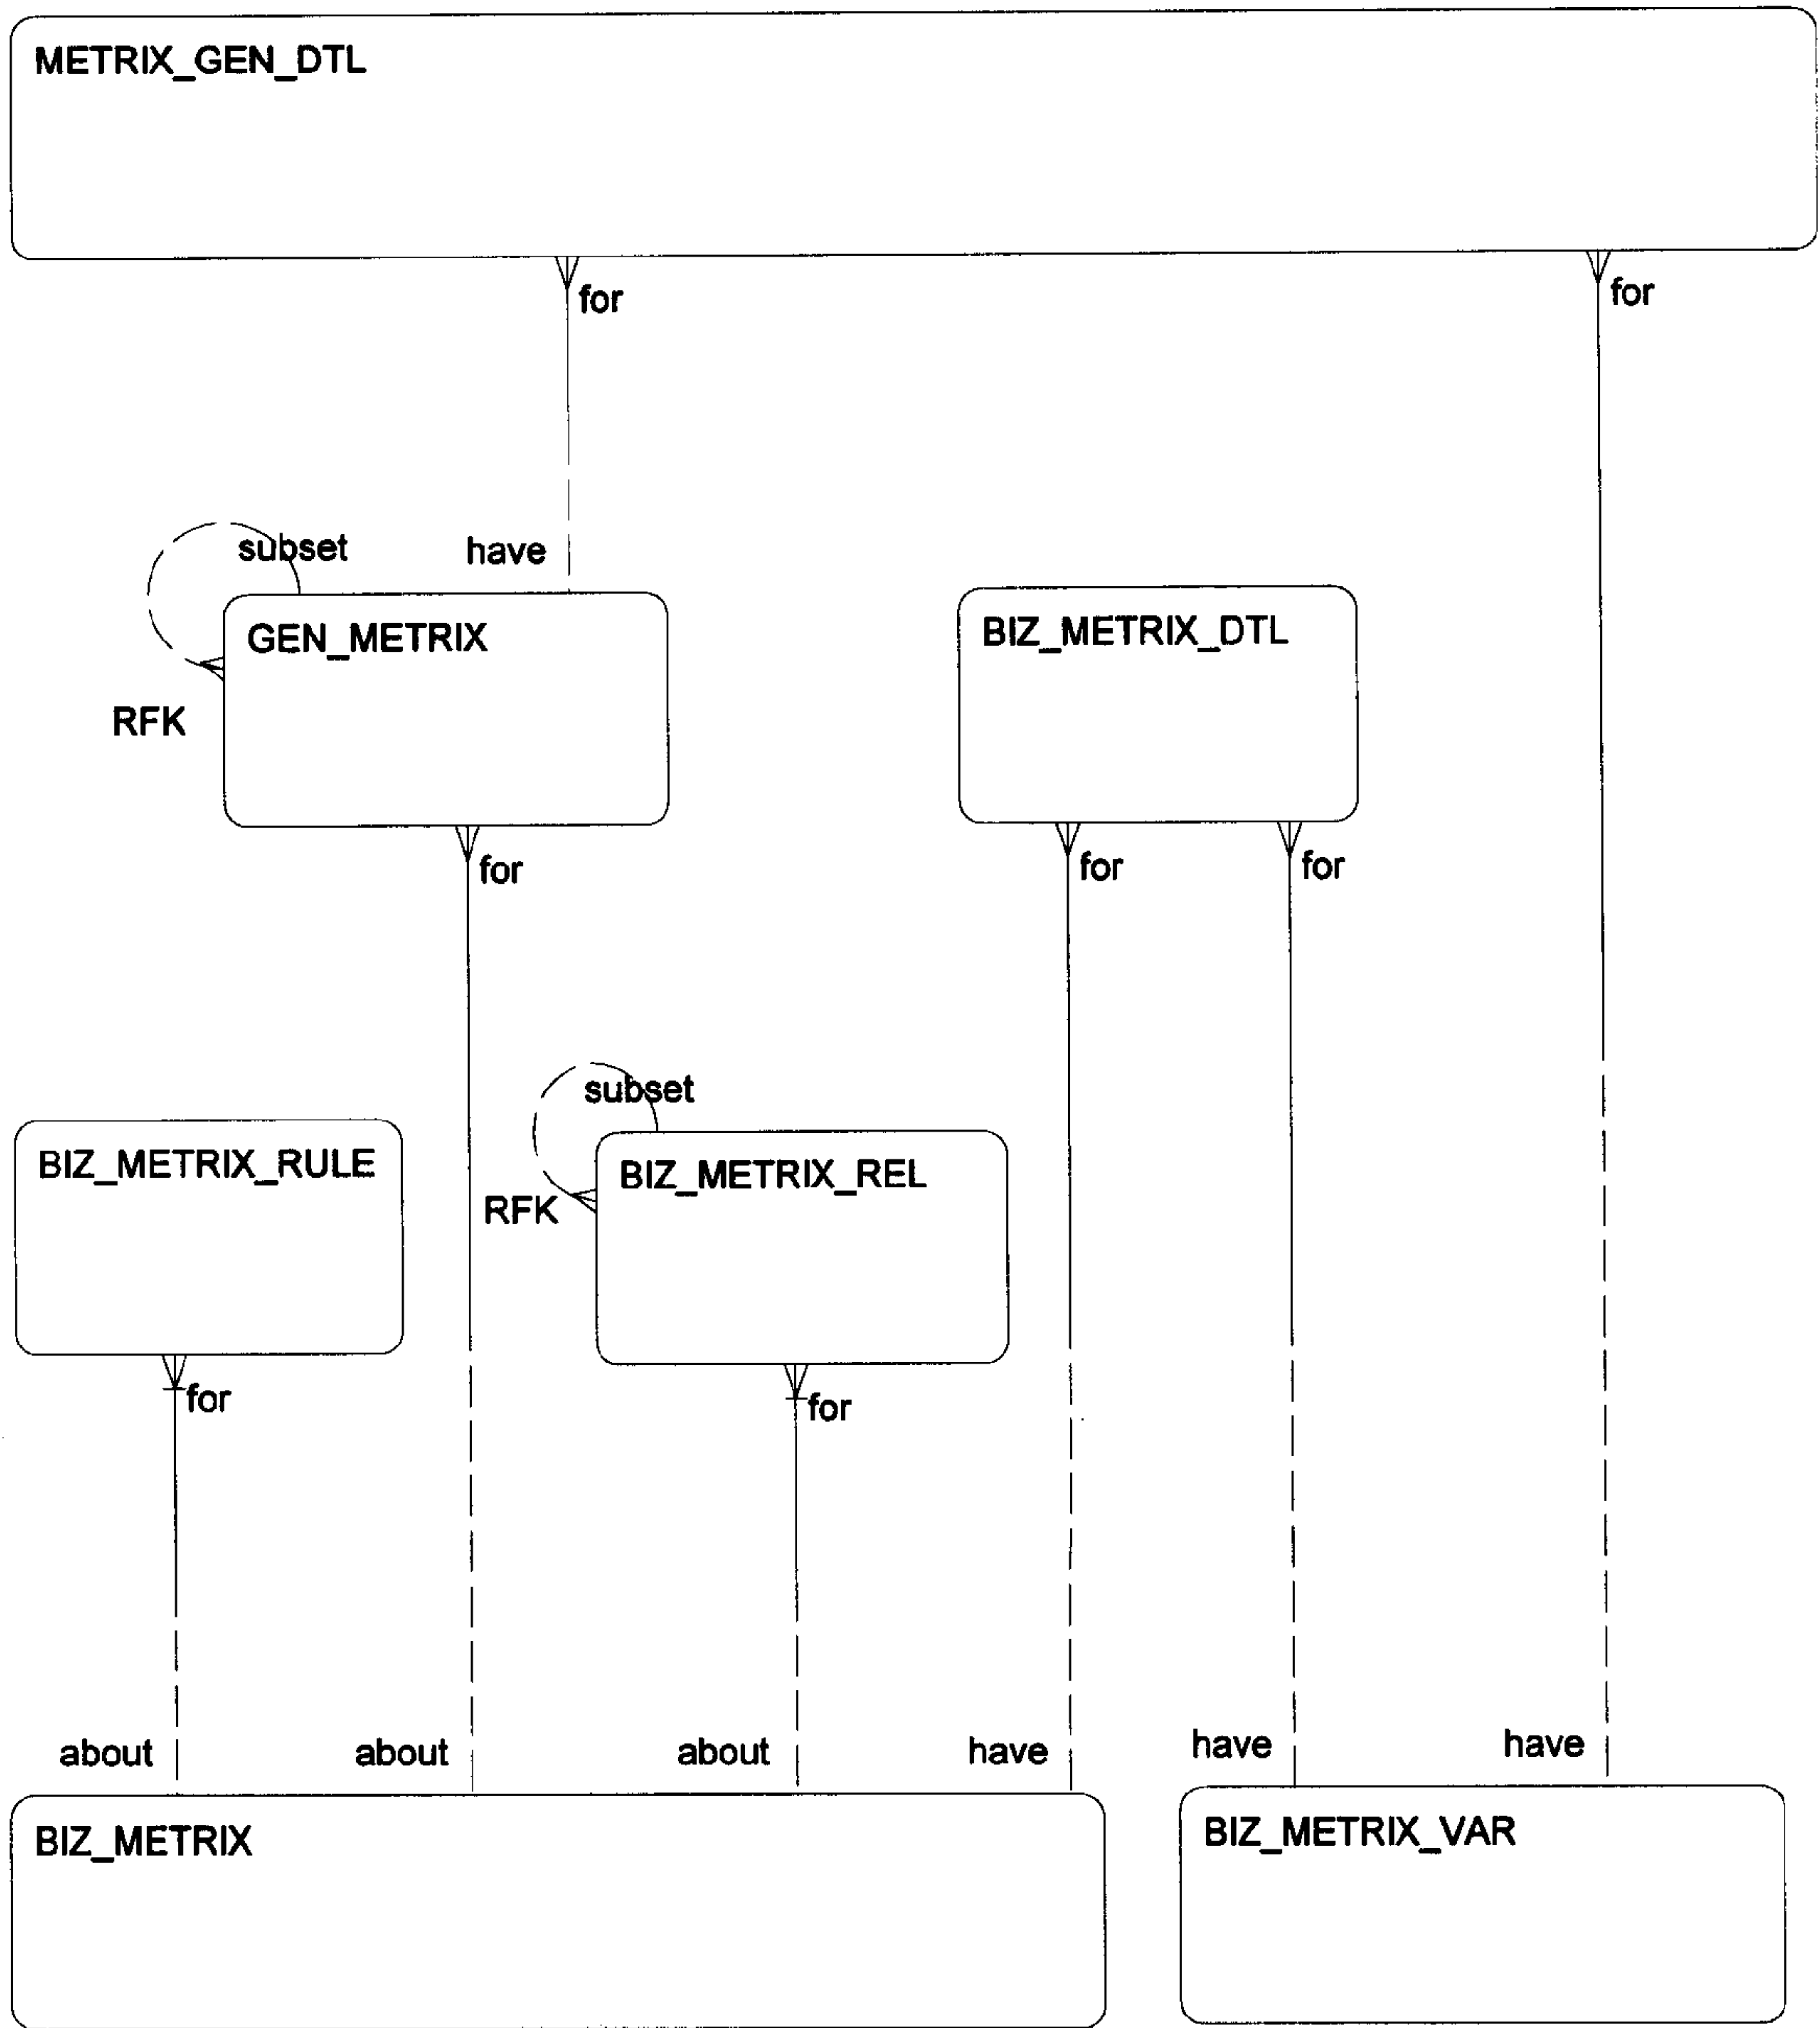 METRIX_GEN_DTL
for
for
subset
have
GEN_METRIX
BIZ_METRIX_DTL
RFK
for
for
for
subset
BIZ_METRIX_RULE
BIZ_METRIX_REL
RFK
for
for
about
about
about
have
have
have
BIZ_METRIX
BIZ_METRIX_VAR